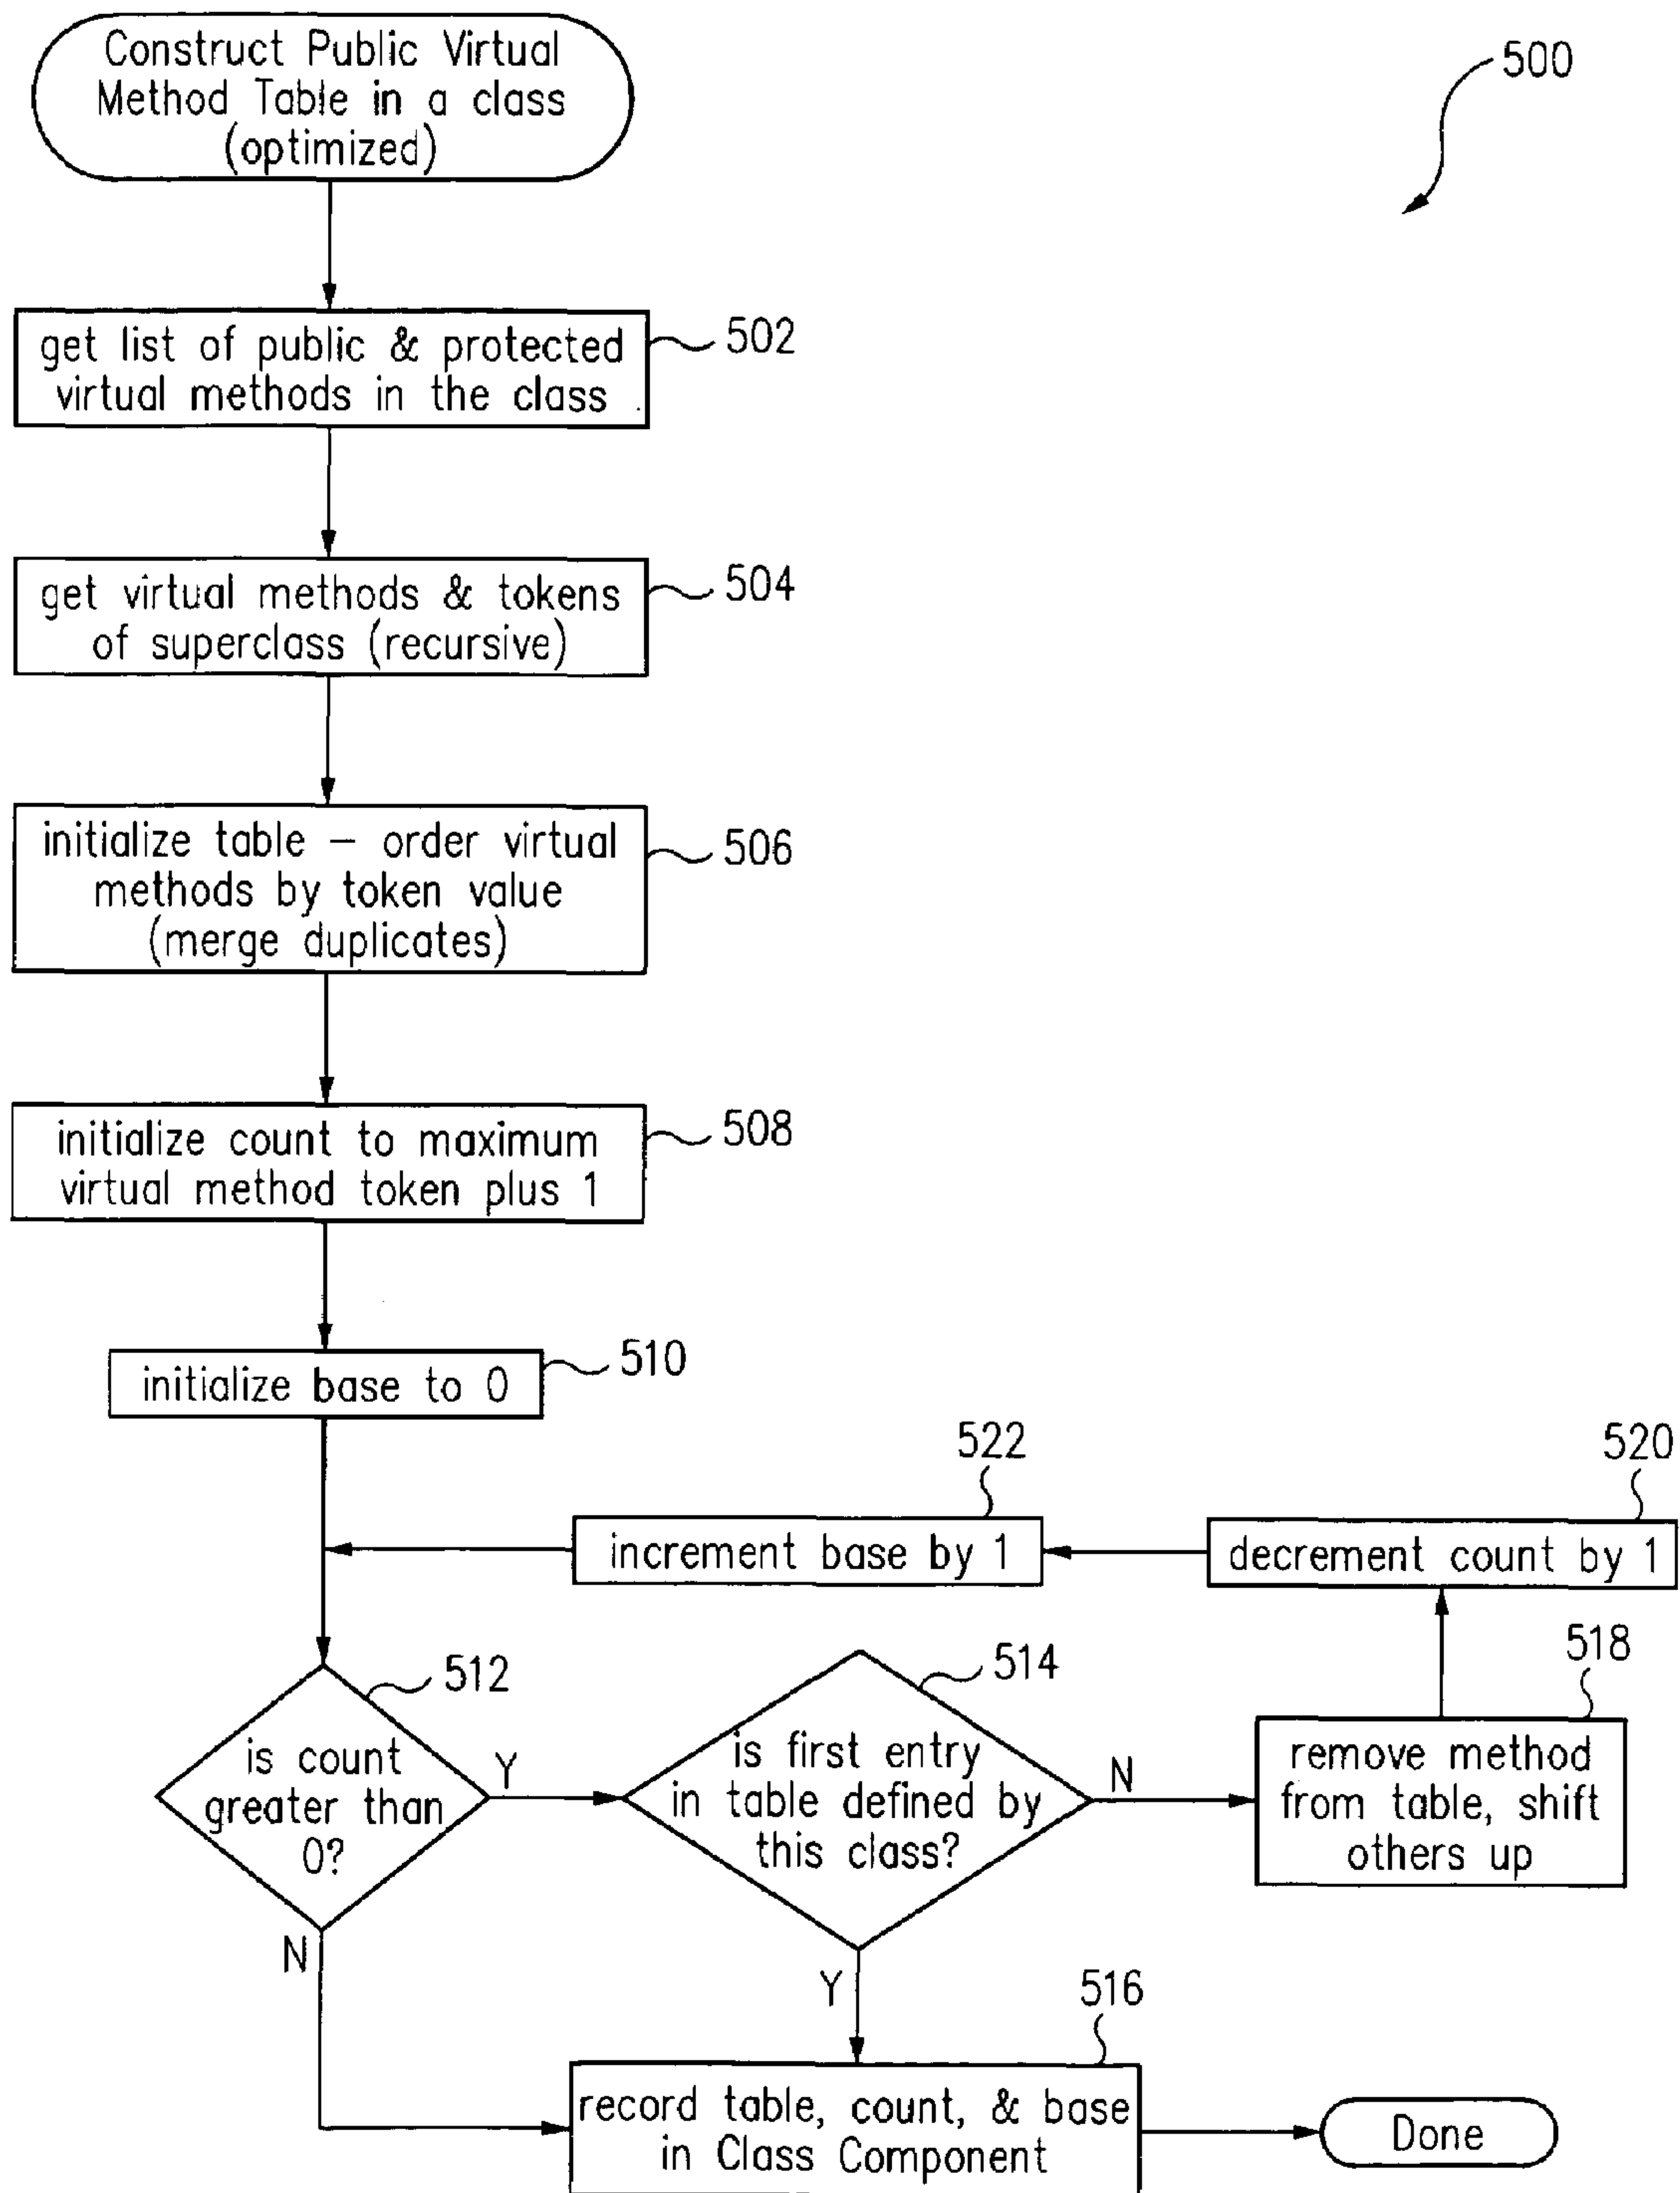 Construct Public Virtual
Method Table in a class
(optimized)
500
get list of public & protected
virtual methods in the class
502
get virtual methods & tokens
of superclass (recursive)
504
initialize table – order virtual
methods by token value
(merge duplicates)
506
initialize count to maximum
virtual method token plus 1
508
initialize base to 0
510
522
increment base by 1
520
decrement count by 1
512
is count
greater than
0?
Y
N
514
is first entry
in table defined by
this class?
N
Y
518
remove method
from table, shift
others up
516
record table, count, & base
in Class Component
Done